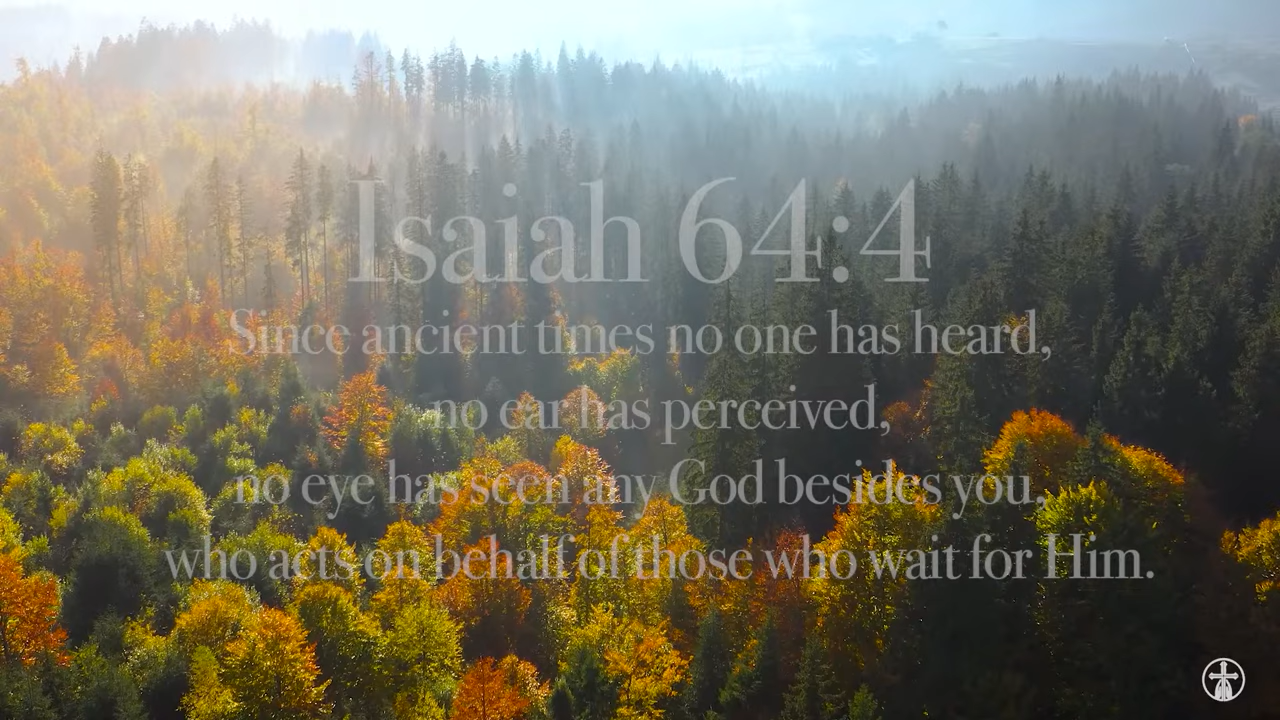 Isaiah 64:4
Since ancient times no one has heard,
no ear has perceived,
no eye has seen any God besides you,
who acts on behalf of those who wait for Him.